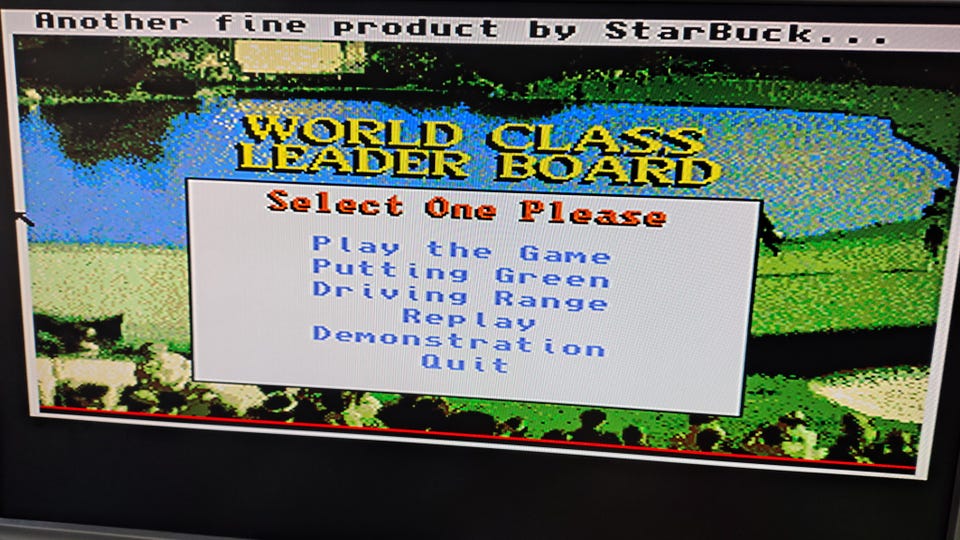 Another fine product by StarBuck...
WORLD CLASS
LEADER BOARD
Select One Please
Play the Game
Putting Green
Driving Range
Replay
Demonstration
Quit